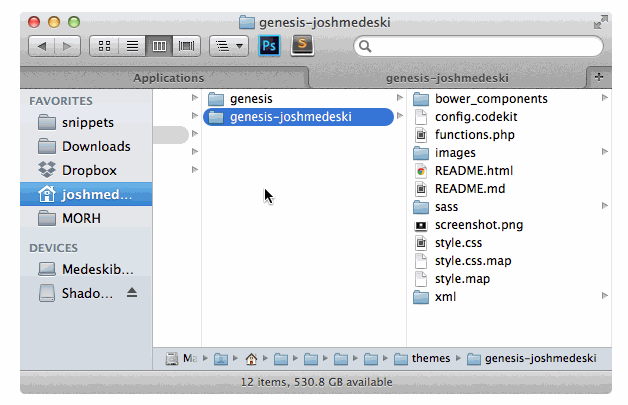 genesis-joshmedeski
Ps
S
Applications
genesis-joshmedeski
+
FAVORITES
snippets
Downloads
Dropbox
joshmed...
MORH
DEVICES
Medeskib...
Shado...
genesis
genesis-joshmedeski
bower_components
config.codekit
functions.php
images
README.html
README.md
sass
screenshot.png
style.css
style.css.map
style.map
xml
Ma
themes
genesis-joshmedeski
12 items, 530.8 GB available